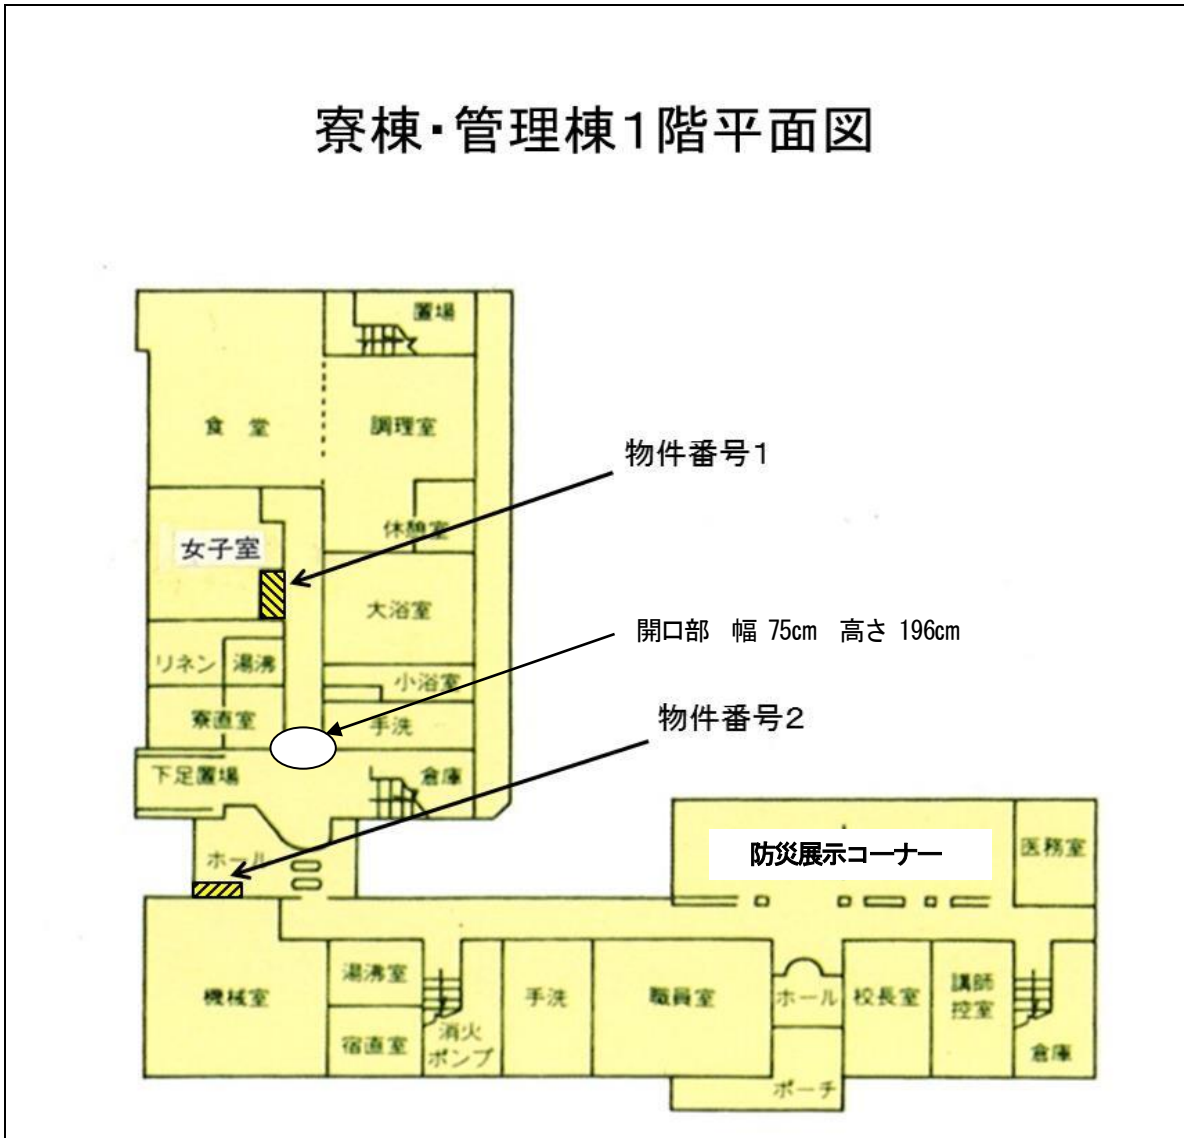 寮棟・管理棟１階平面図
置場
食　堂
調理室
物件番号１
休憩室
女子室
大浴室
開口部　幅 75cm　高さ 196cm
リネン
湯沸
小浴室
寮直室
手洗
物件番号２
下足置場
倉庫
ホール
防災展示コーナー
医務室
機械室
湯沸室
宿直室
消火
ポンプ
手洗
職員室
ホール
校長室
講師
控室
倉庫
ポーチ